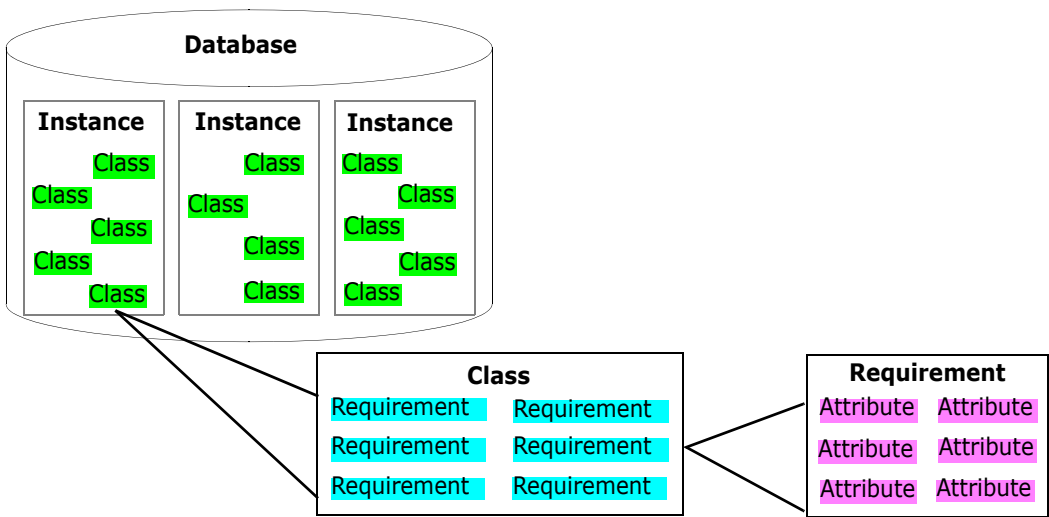 Database
Instance
Class
Class
Class
Class
Class
Instance
Class
Class
Class
Class
Instance
Class
Class
Class
Class
Class
Class
Requirement Requirement
Requirement Requirement
Requirement Requirement
Requirement
Attribute Attribute
Attribute Attribute
Attribute Attribute